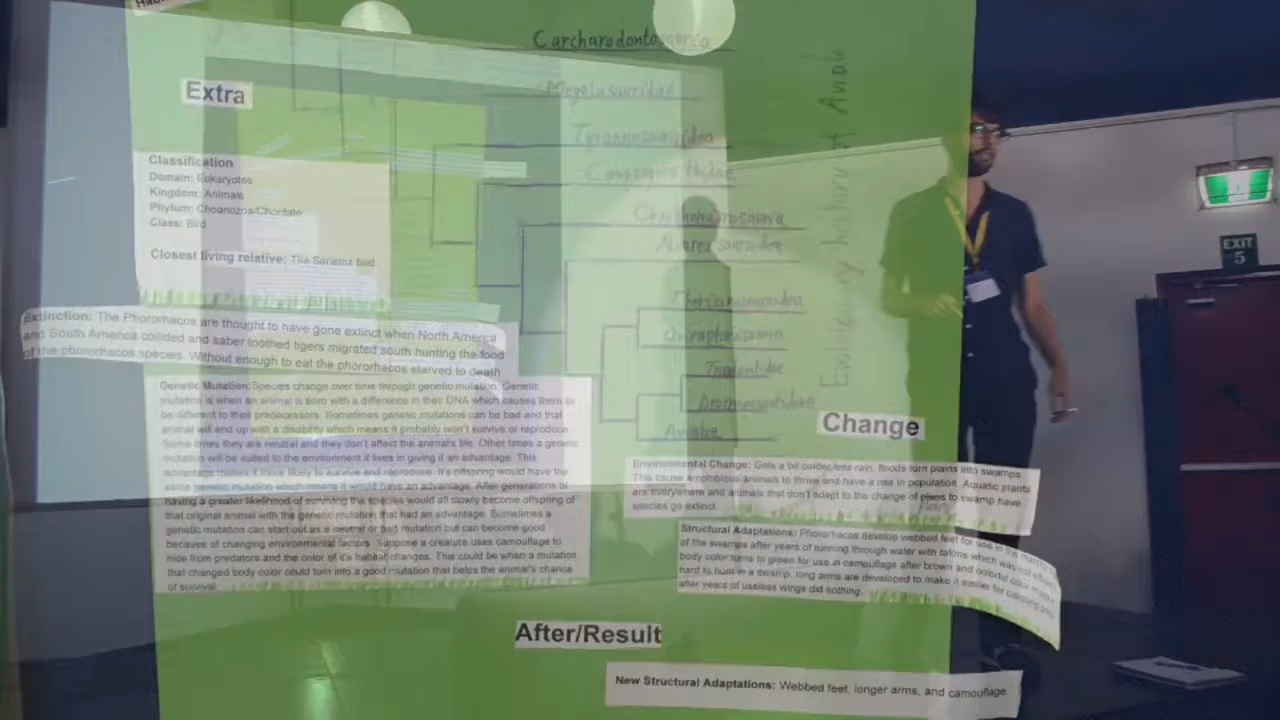 Carcharodontosauria
Extra
Megalosauridae
Tyrannosauroidea
Compsognathidae
Classification
Domain: Eukaryotes
Kingdom: Animals
Phylum: Choanozoa/Chordate
Class: Bird
Closest living relative: The Seriema bird
Alvarezsauroidea
EXIT
5
Therizinosauroidea
Oviraptorosauria
Troodontidae
Avialae
Evolutionary history of Aviale
Extinction: The Phororhacos are thought to have gone extinct when North America
and South America collided and saber toothed tigers migrated south hunting the food
of the phororhacos species. Without enough to eat the phororhacos starved to death
Genetic Mutation: Species change over time through genetic mutation. Genetic
mutation is when an animal is born with a difference in their DNA which causes them to
be different to their predecessors. Sometimes genetic mutations can be bad and that
animal will end up with a disability which means it probably won't survive or reproduce.
Some times they are neutral and they don't affect the animal's life. Other times a genetic
mutation will be suited to the environment it lives in giving if an advantage. This
advantage makes it more likely to survive and reproduce. It's offspring would have the
same genetic mutation which means it would have an advantage. After generations of
having a greater likelihood of surviving the species would all slowly become offspring of
that original animal with the genetic mutation that had an advantage. Sometimes a
genetic mutation can start out as a neutral or bad mutation but can become good
because of changing environmental factors. Suppose a creature uses camouflage to
hide from predators and the color of it's habitat changes. This could be when a mutation
that changed body color could turn into a good mutation that helps the animal's chance
of survival.
Change
Environmental Change: Gets a bit colder, less rain, floods turn plains into swamps.
This cause amphibious animals to thrive and have a rise in population. Aquatic plants
are everywhere and animals that don't adapt to the change of plains to swamp have
species go extinct.
Structural Adaptations: Phororhacos develop webbed feet for use in the marshy
of the swamps after years of running through water with talons which was not efficient
body color turns to green for use in camouflage after brown and colorful color
hard to hunt in a swamp, long arms are developed to make it easier for catching prey
after years of useless wings did nothing.
After/Result
New Structural Adaptations: Webbed feet, longer arms, and camouflage